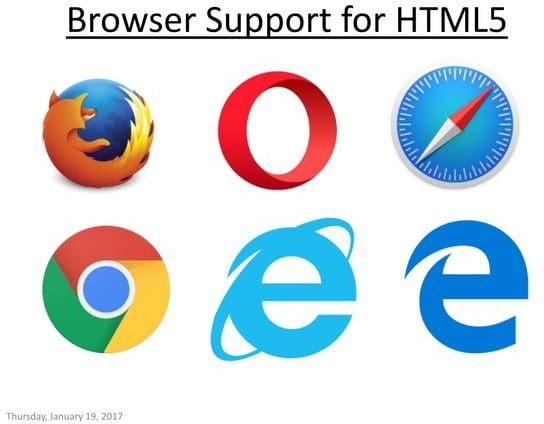 Browser Support for HTML5
Thursday, January 19, 2017